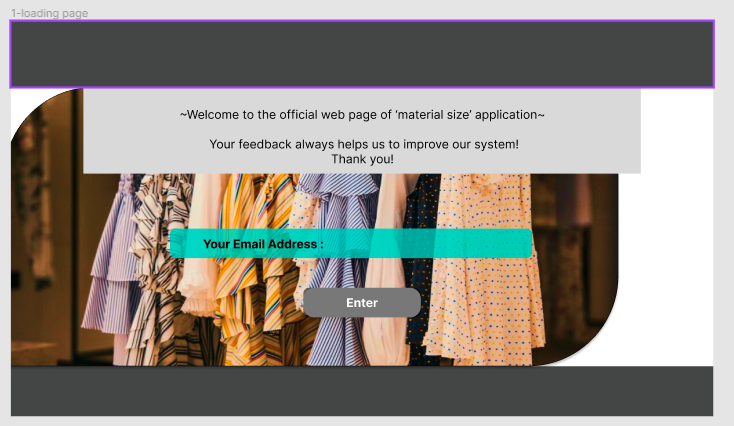 1-loading page
~Welcome to the official web page of ‘material size’ application~
Your feedback always helps us to improve our system!
Thank you!
Your Email Address :
Enter